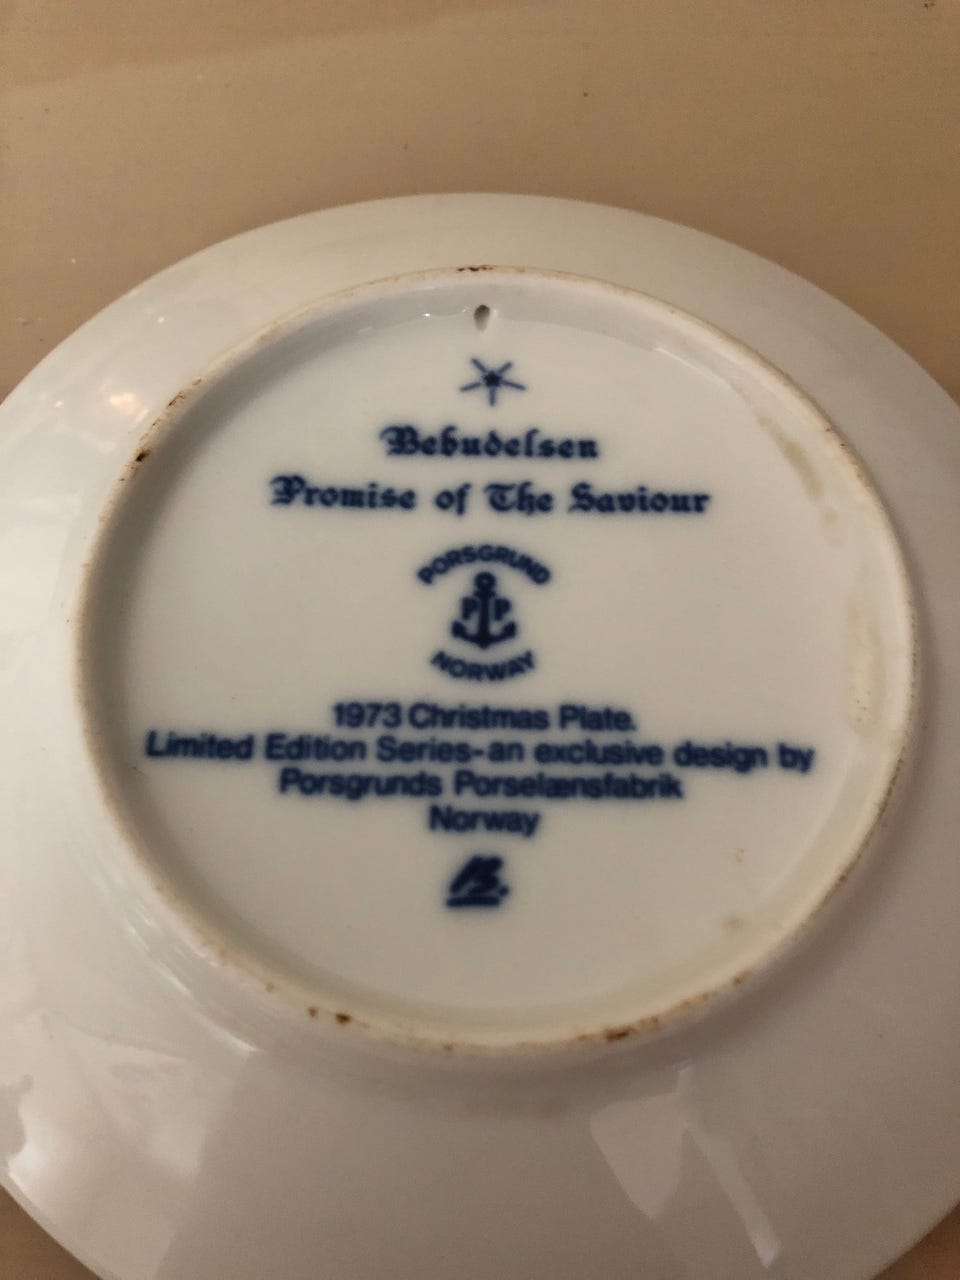 Bebudelsen
Promise of The Saviour
PORSGRUND
P P
NORWAY
1973 Christmas Plate.
Limited Edition Series-an exclusive design by
Porsgrunds Porselænsfabrik
Norway